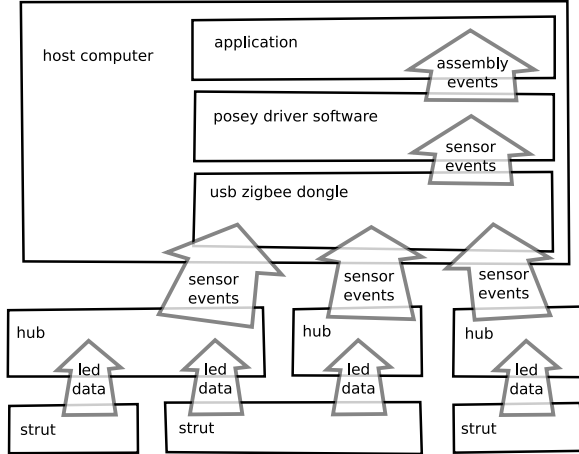 application
host computer
assembly
events
posey driver software
sensor
events
usb zigbee dongle
sensor
events
sensor
events
sensor
events
hub
hub
hub
led
data
led
data
led
data
led
data
strut
strut
strut